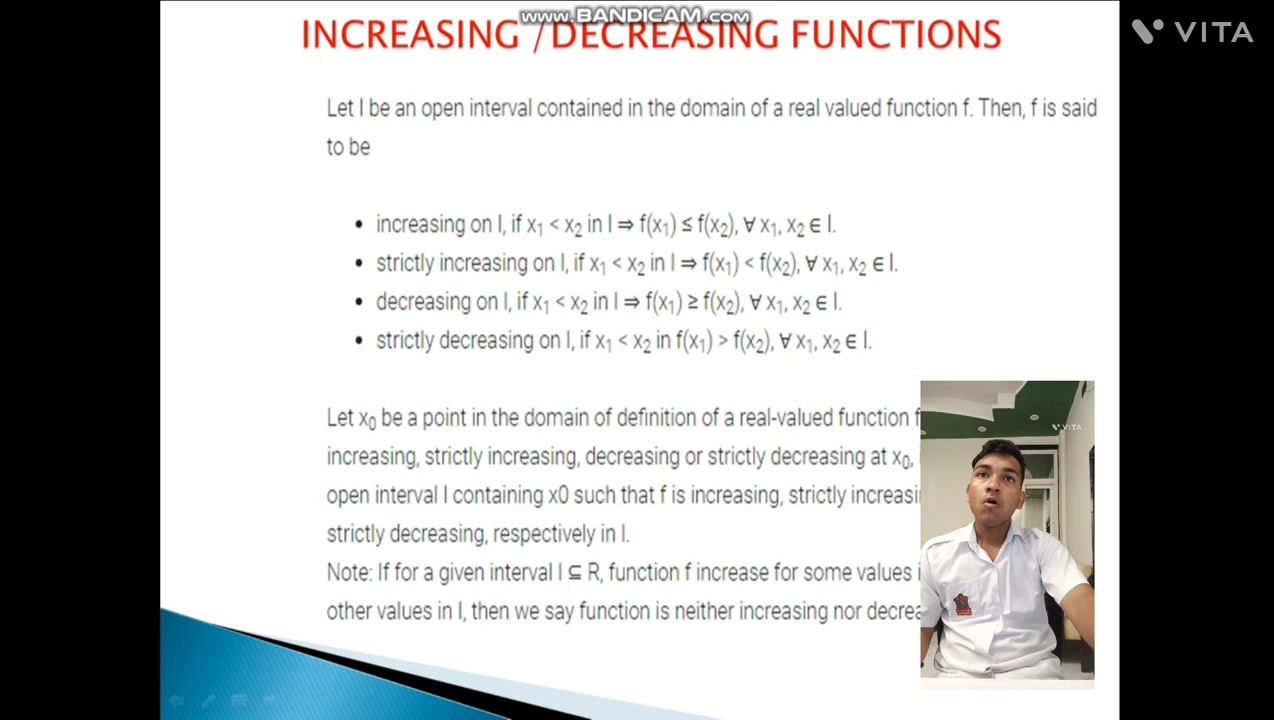 www.BANDICAM.com
VITA
INCREASING /DECREASING FUNCTIONS
Let I be an open interval contained in the domain of a real valued function f. Then, f is said
to be
• increasing on I, if x₁ < x₂ in I ⇒ f(x₁) ≤ f(x₂), ∀ x₁, x₂ ∈ I.
• strictly increasing on I, if x₁ < x₂ in I ⇒ f(x₁) < f(x₂), ∀ x₁, x₂ ∈ I.
• decreasing on I, if x₁ < x₂ in I ⇒ f(x₁) ≥ f(x₂), ∀ x₁, x₂ ∈ I.
• strictly decreasing on I, if x₁ < x₂ in f(x₁) > f(x₂), ∀ x₁, x₂ ∈ I.
Let x₀ be a point in the domain of definition of a real-valued function f
increasing, strictly increasing, decreasing or strictly decreasing at x₀,
open interval I containing x0 such that f is increasing, strictly
strictly decreasing, respectively in I.
Note: If for a given interval I ⊆ R, function f increase for some values
other values in I, then we say function is neither increasing nor
VITA